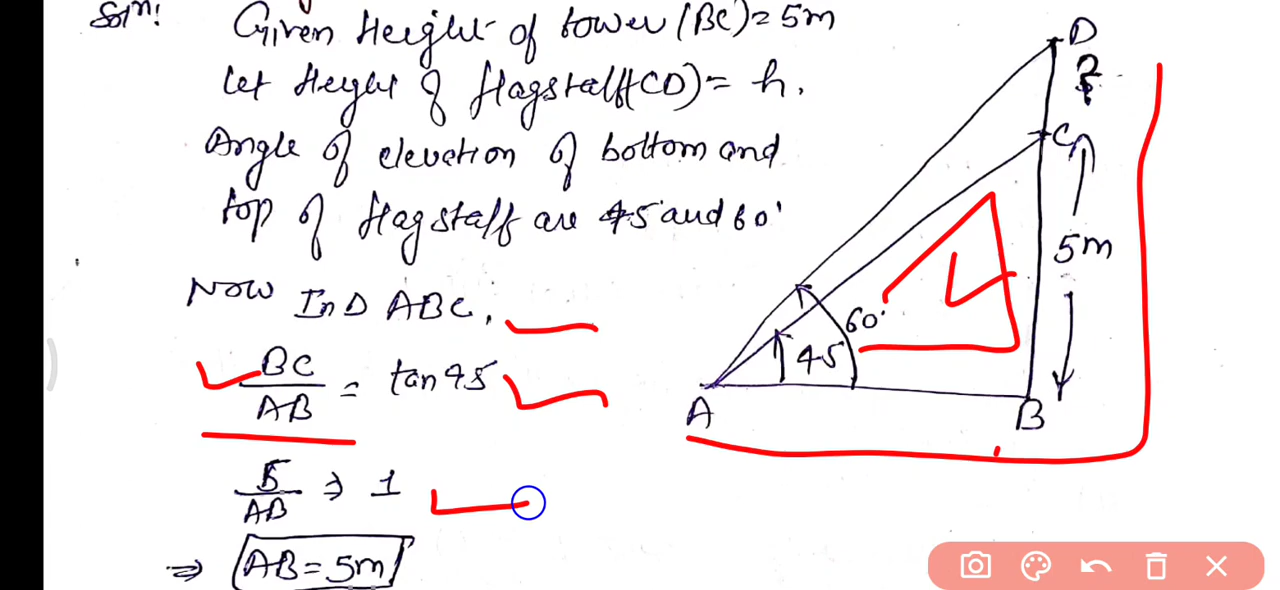 Soln:
Given Height of tower (BC) = 5m
let Height of flagstaff (CD) = h.
Angle of elevation of bottom and
top of flagstaff are 45° and 60°
Now In Δ ABC,
BC/AB = tan 45
5/AB ⇒ 1
⇒ AB = 5m
D
?
C
5m
60°
45
A
B